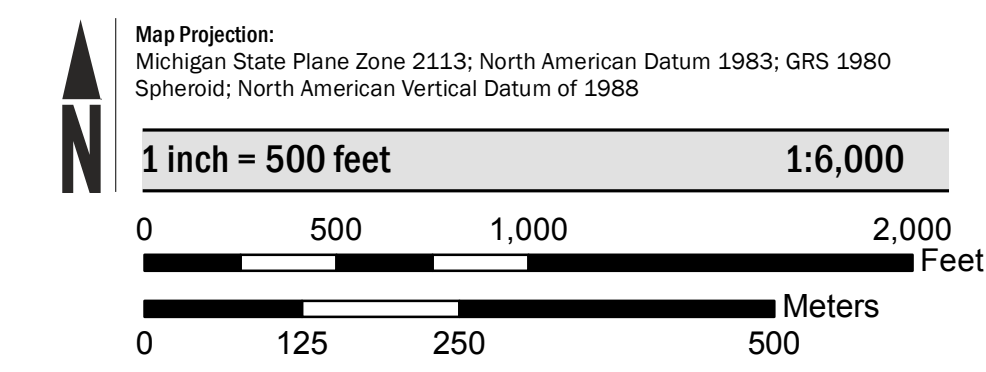 Map Projection:
Michigan State Plane Zone 2113; North American Datum 1983; GRS 1980
Spheroid; North American Vertical Datum of 1988
N
1 inch = 500 feet 1:6,000
0 500 1,000 2,000
Feet
Meters
0 125 250 500